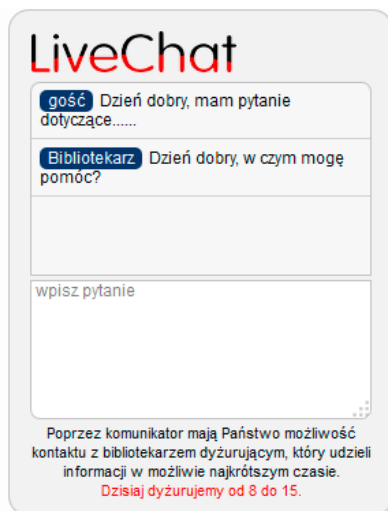 LiveChat
gość Dzień dobry, mam pytanie
dotyczące......
Bibliotekarz Dzień dobry, w czym mogę
pomóc?
wpisz pytanie
Poprzez komunikator mają Państwo możliwość
kontaktu z bibliotekarzem dyżurującym, który udzieli
informacji w możliwie najkrótszym czasie.
Dzisiaj dyżurujemy od 8 do 15.